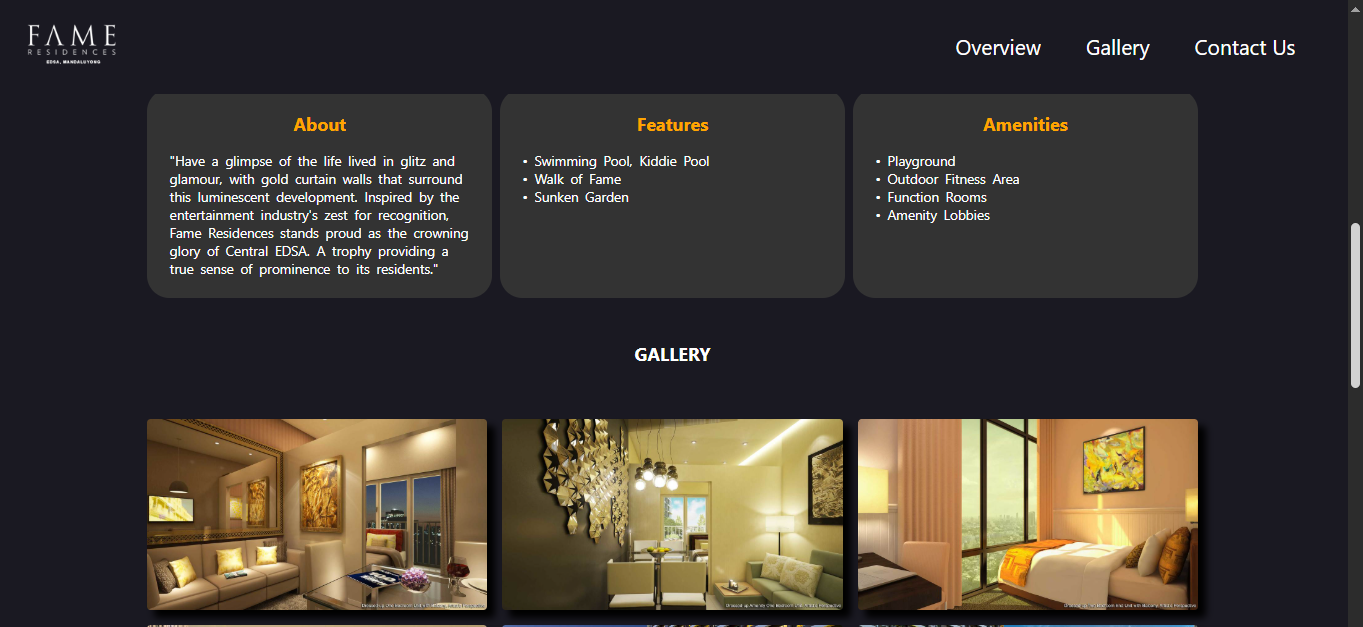 FAME
RESIDENCES
EDSA, MANDALUYONG
Overview
Gallery
Contact Us
About
"Have a glimpse of the life lived in glitz and
glamour, with gold curtain walls that surround
this luminescent development. Inspired by the
entertainment industry's zest for recognition,
Fame Residences stands proud as the crowning
glory of Central EDSA. A trophy providing a
true sense of prominence to its residents."
Features
• Swimming Pool, Kiddie Pool
• Walk of Fame
• Sunken Garden
Amenities
• Playground
• Outdoor Fitness Area
• Function Rooms
• Amenity Lobbies
GALLERY